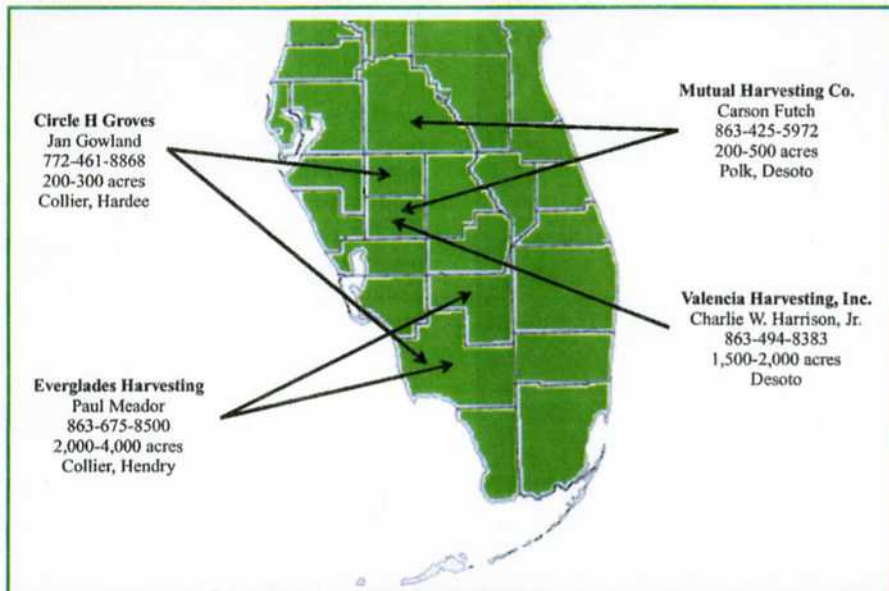 Circle H Groves
Jan Gowland
772-461-8868
200-300 acres
Collier, Hardee
Mutual Harvesting Co.
Carson Futch
863-425-5972
200-500 acres
Polk, Desoto
Valencia Harvesting, Inc.
Charlie W. Harrison, Jr.
863-494-8383
1,500-2,000 acres
Desoto
Everglades Harvesting
Paul Meador
863-675-8500
2,000-4,000 acres
Collier, Hendry